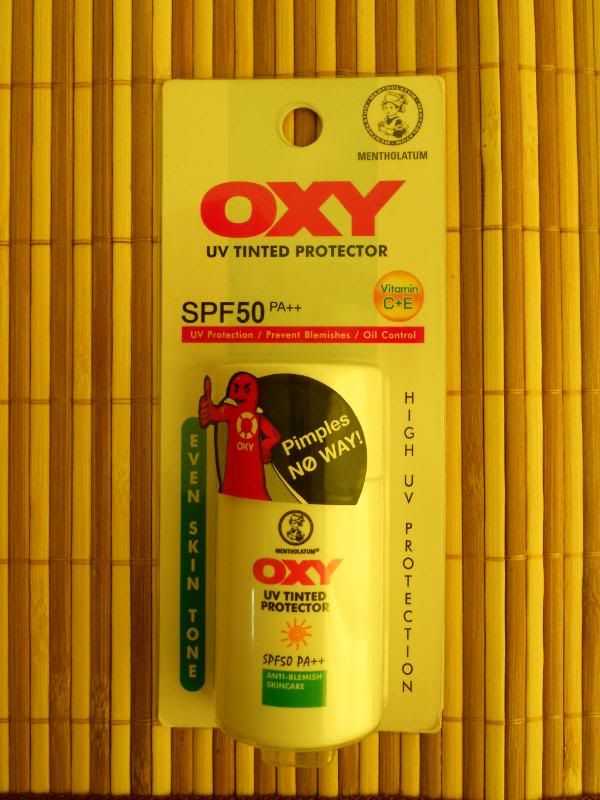 MENTHOLATUM
OXY
UV TINTED PROTECTOR
Vitamin
C+E
SPF50 PA++
UV Protection / Prevent Blemishes / Oil Control
OXY
Pimples
NO WAY!
EVEN SKIN TONE
HIGH UV PROTECTION
MENTHOLATUM®
OXY
UV TINTED
PROTECTOR
SPF50 PA++
ANTI-BLEMISH
SKINCARE